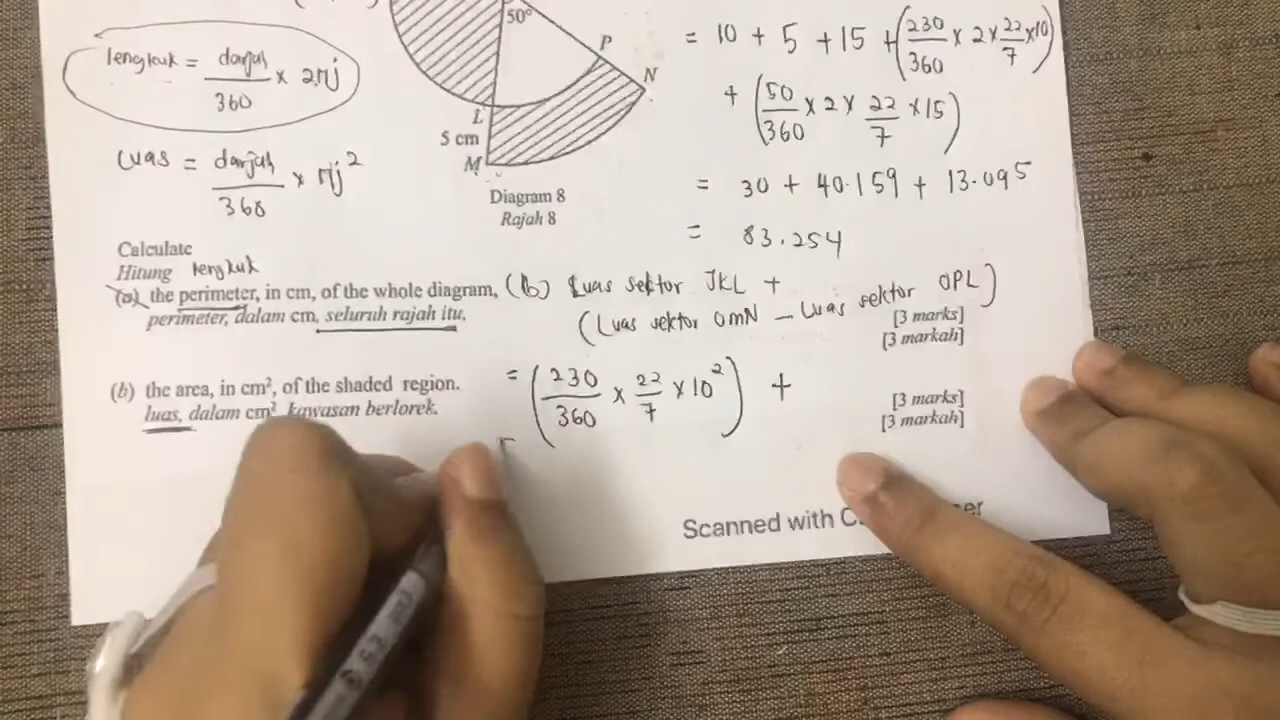 lengkuk = darjah/360 × 2πj
Luas = darjah/360 × πj²
50°
P
N
L
5 cm
M
Diagram 8
Rajah 8
= 10 + 5 + 15 + (230/360 × 2 × 22/7 × 10)
+ (50/360 × 2 × 22/7 × 15)
= 30 + 40.159 + 13.095
= 83.254
Calculate
Hitung lengkuk
(a) the perimeter, in cm, of the whole diagram,
perimeter, dalam cm, seluruh rajah itu,
[3 marks]
[3 markah]
(b) Luas sektor JKL +
(Luas sektor OMN – Luas sektor OPL)
= (230/360 × 22/7 × 10²) +
(b) the area, in cm², of the shaded region.
luas, dalam cm², kawasan berlorek.
[3 marks]
[3 markah]
Scanned with